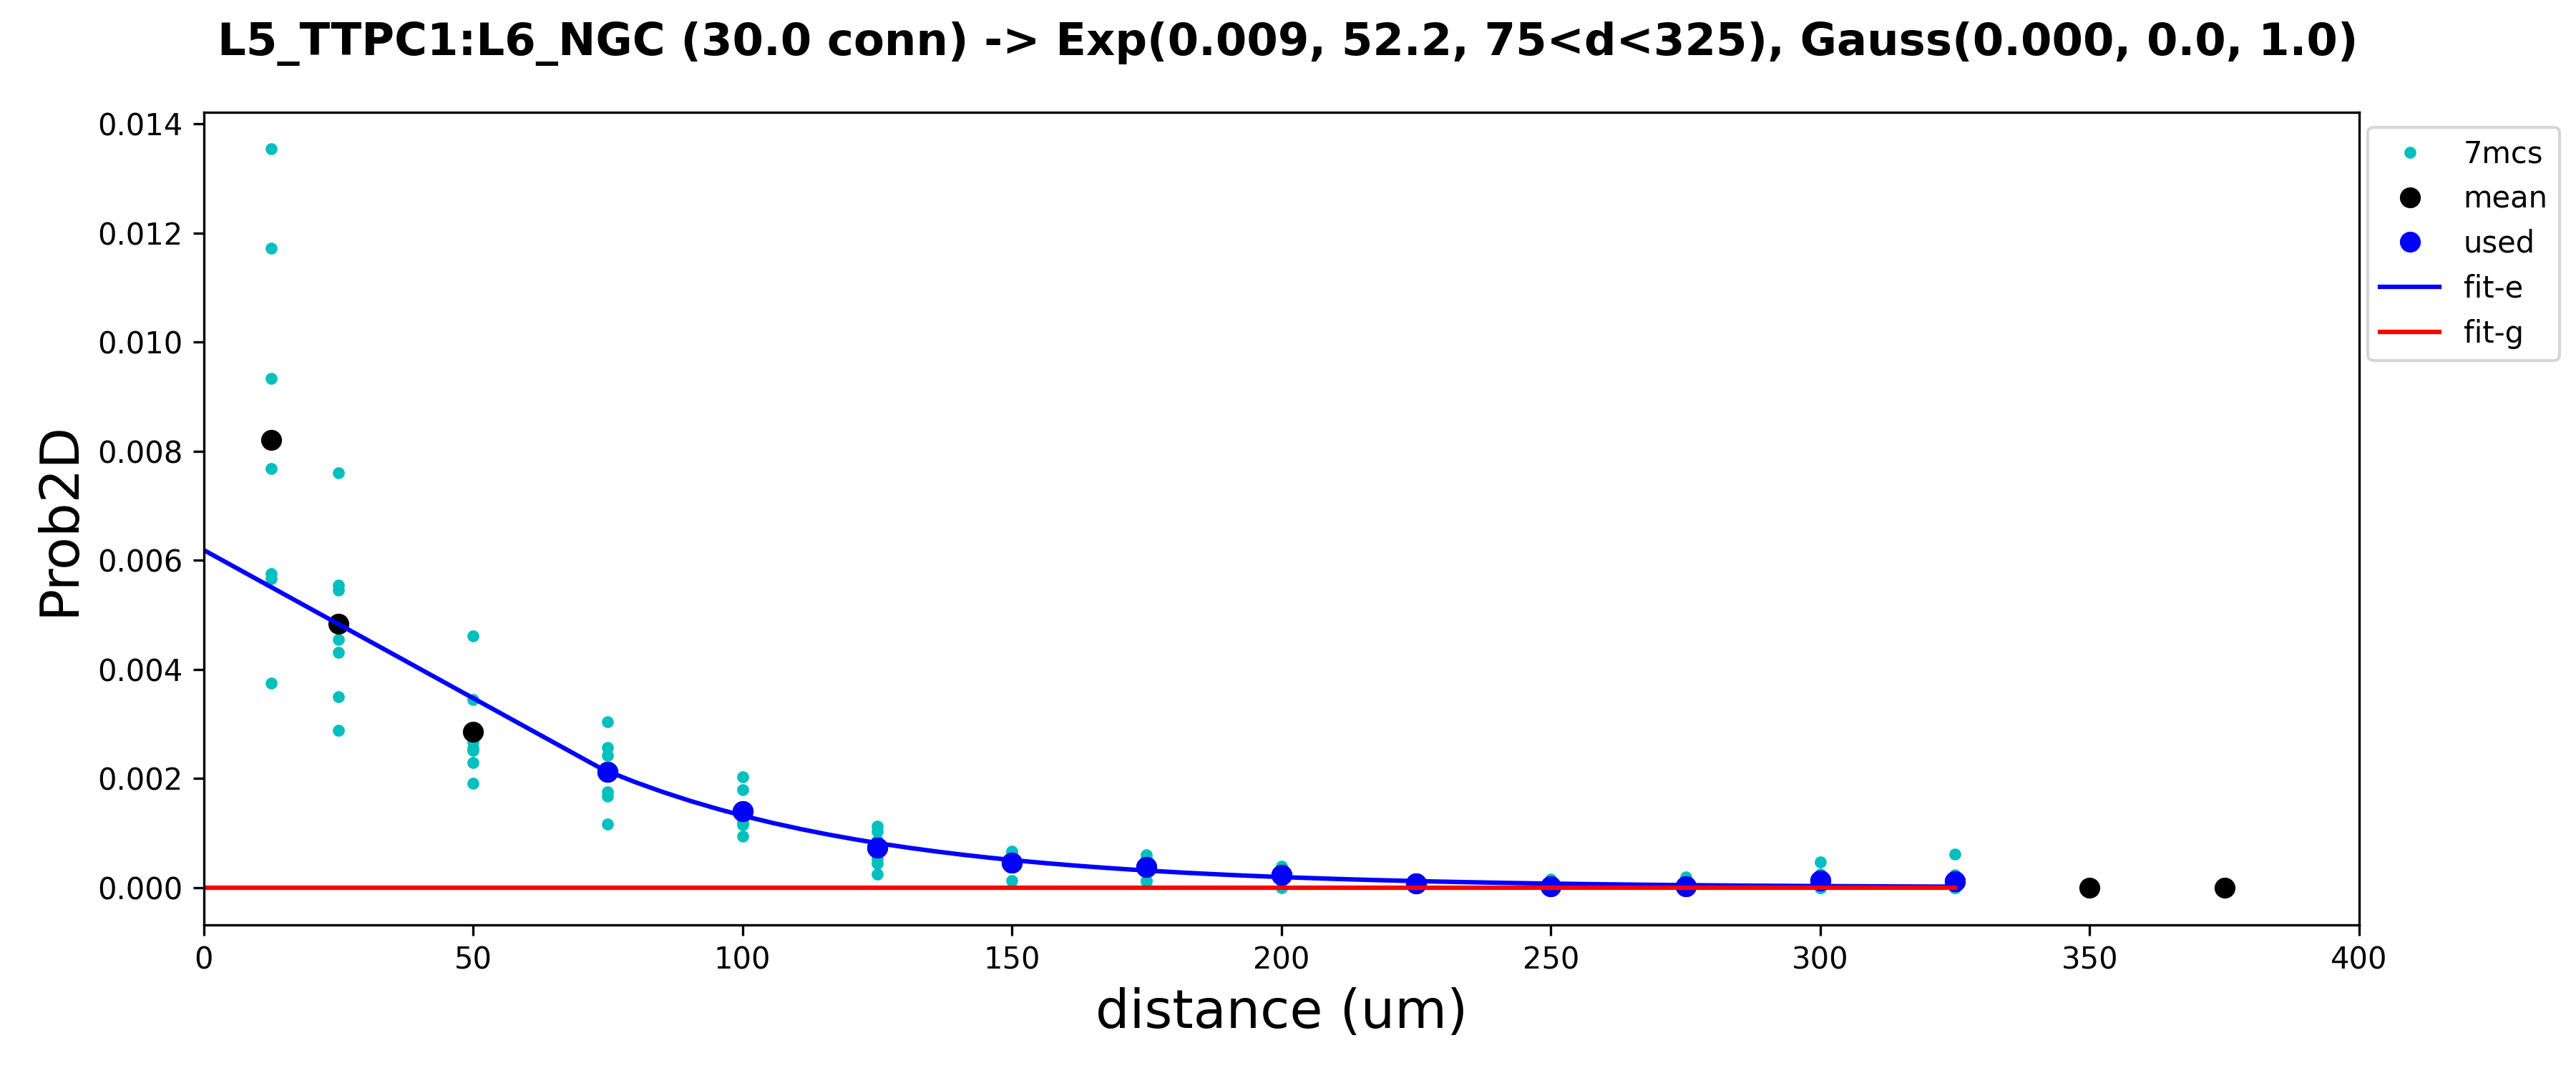 L5_TTPC1:L6_NGC (30.0 conn) -> Exp(0.009, 52.2, 75<d<325), Gauss(0.000, 0.0, 1.0)
0.014
0.012
0.010
0.008
0.006
0.004
0.002
0.000
Prob2D
0 50 100 150 200 250 300 350 400
distance (um)
7mcs
mean
used
fit-e
fit-g